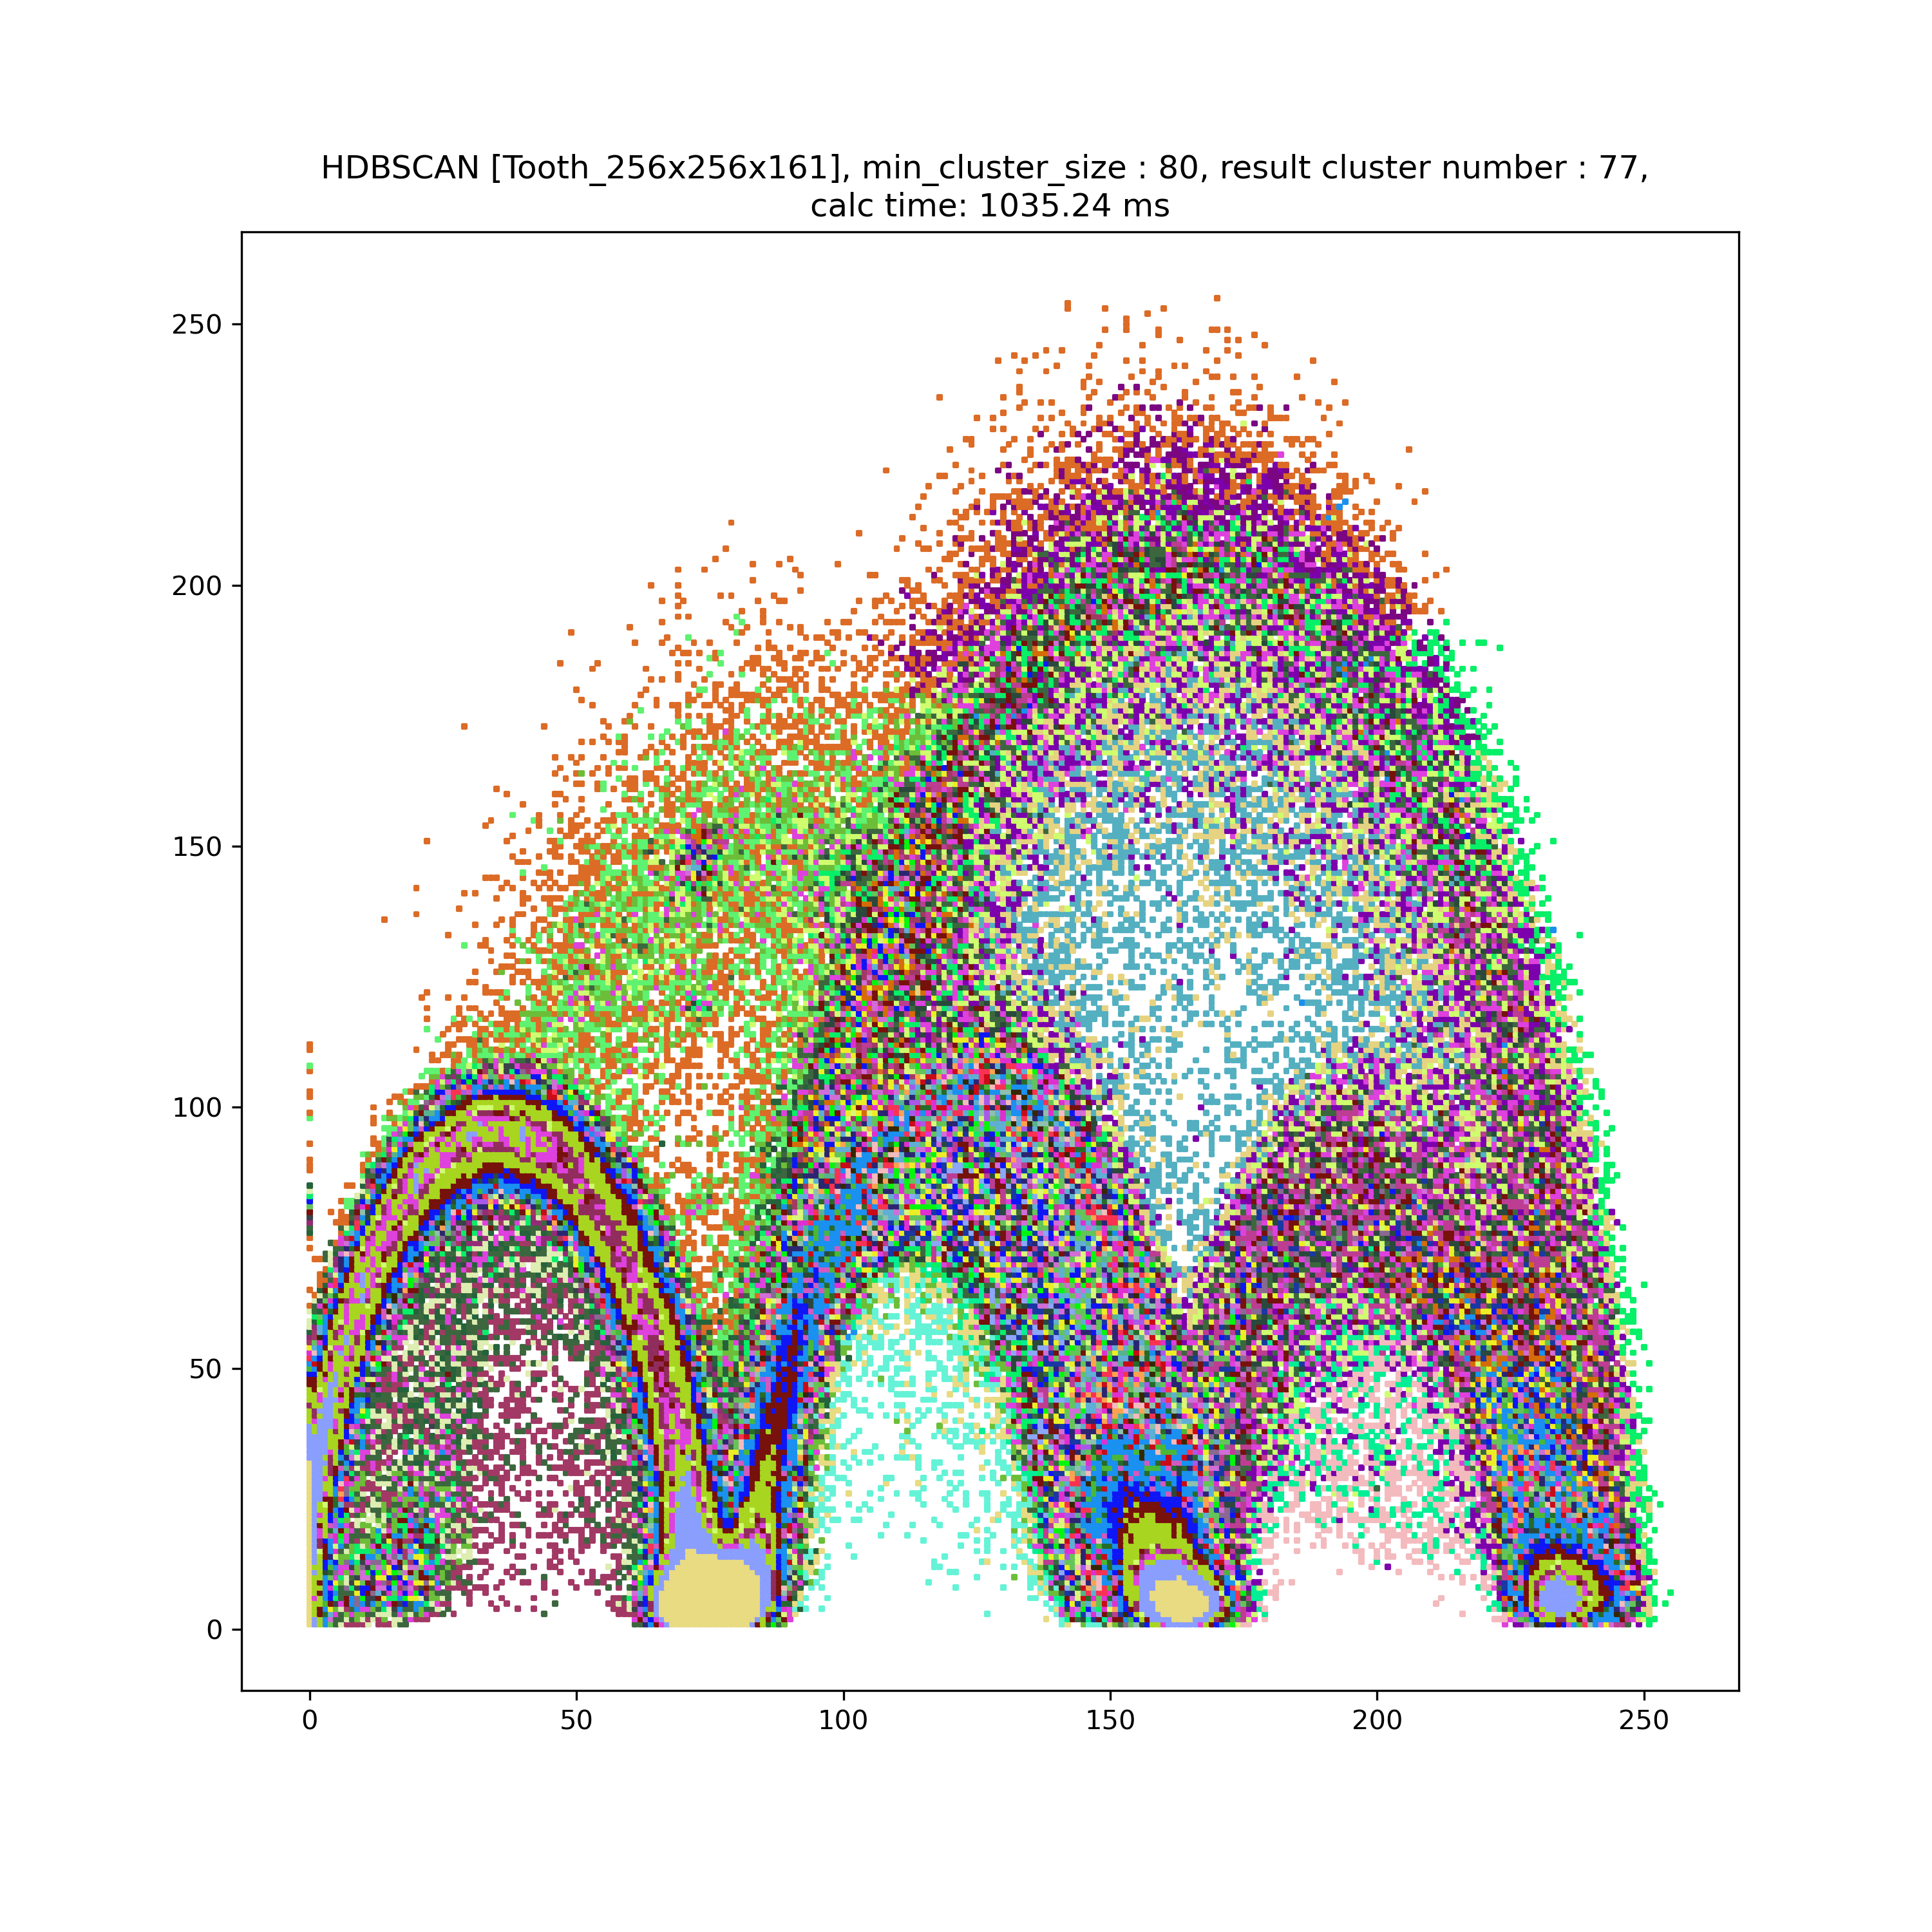 HDBSCAN [Tooth_256x256x161], min_cluster_size : 80, result cluster number : 77,
calc time: 1035.24 ms
250
200
150
100
50
0
0 50 100 150 200 250